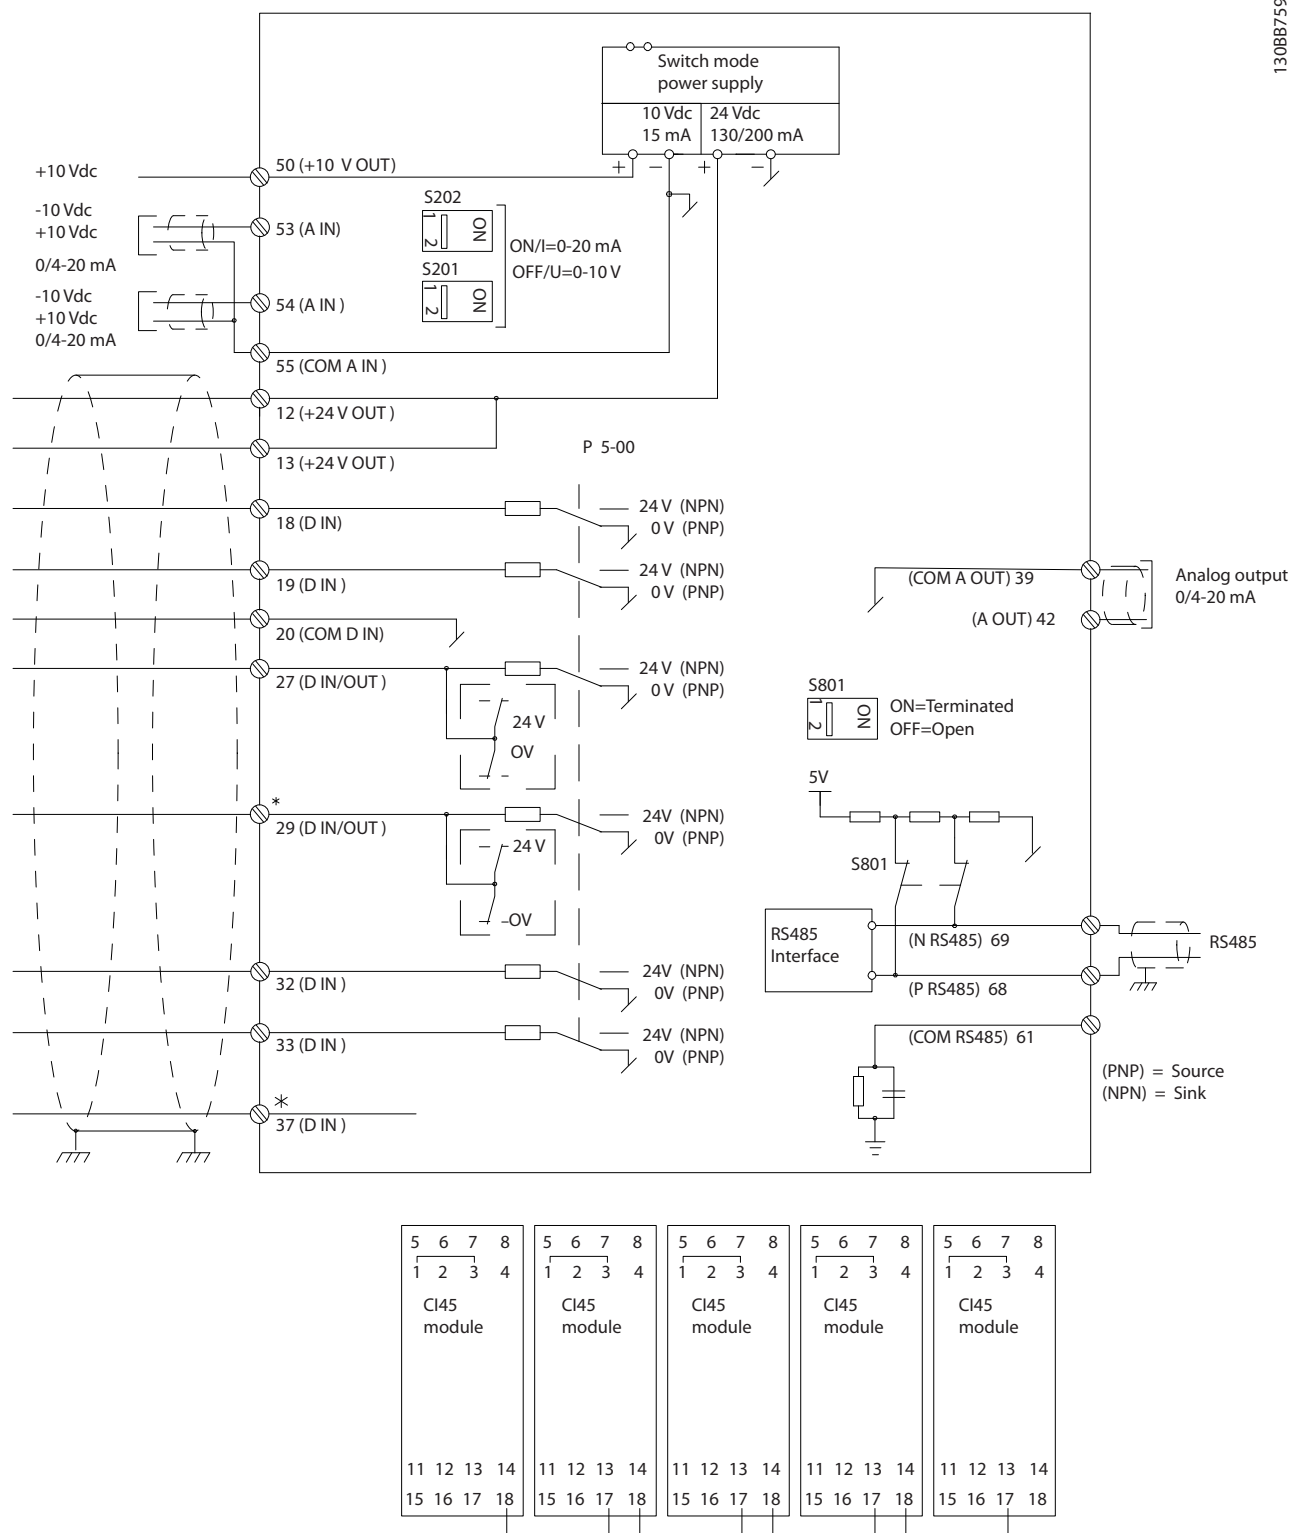 130BB759
Switch mode
power supply
10 Vdc
15 mA
24 Vdc
130/200 mA
+ − + −
+10 Vdc
50 (+10 V OUT)
-10 Vdc
+10 Vdc
0/4-20 mA
53 (A IN)
S202
1 2 ON
ON/I=0-20 mA
OFF/U=0-10 V
S201
1 2 ON
-10 Vdc
+10 Vdc
0/4-20 mA
54 (A IN )
55 (COM A IN )
12 (+24 V OUT )
13 (+24 V OUT )
P 5-00
18 (D IN)
24 V (NPN)
0 V (PNP)
19 (D IN )
24 V (NPN)
0 V (PNP)
20 (COM D IN)
27 (D IN/OUT )
24 V (NPN)
0 V (PNP)
24 V
OV
*
29 (D IN/OUT )
24V (NPN)
0V (PNP)
24 V
OV
32 (D IN )
24V (NPN)
0V (PNP)
33 (D IN )
24V (NPN)
0V (PNP)
*
37 (D IN )
(COM A OUT) 39
(A OUT) 42
Analog output
0/4-20 mA
S801
1 2 ON
ON=Terminated
OFF=Open
5V
S801
RS485
Interface
(N RS485) 69
(P RS485) 68
RS485
(COM RS485) 61
(PNP) = Source
(NPN) = Sink
5 6 7 8
1 2 3 4
CI45
module
11 12 13 14
15 16 17 18
5 6 7 8
1 2 3 4
CI45
module
11 12 13 14
15 16 17 18
5 6 7 8
1 2 3 4
CI45
module
11 12 13 14
15 16 17 18
5 6 7 8
1 2 3 4
CI45
module
11 12 13 14
15 16 17 18
5 6 7 8
1 2 3 4
CI45
module
11 12 13 14
15 16 17 18